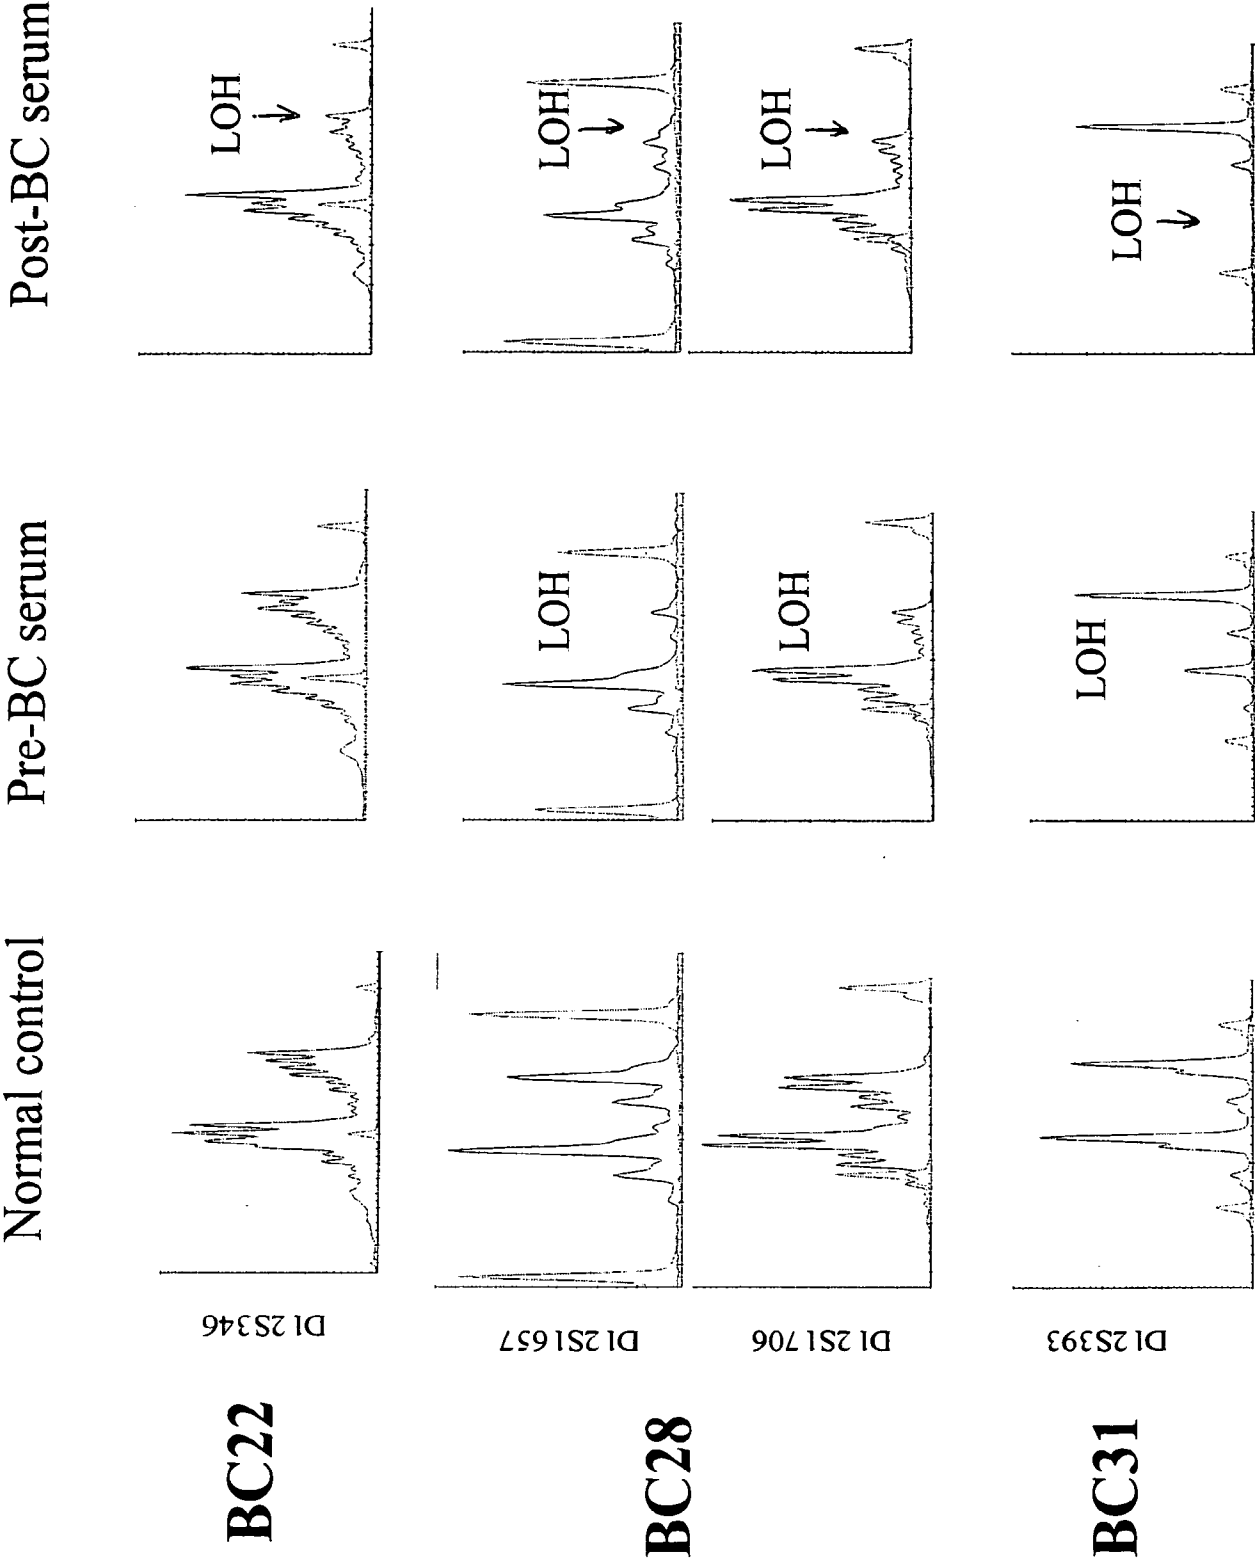 Normal control
Pre-BC serum
Post-BC serum
BC22
D12S346
LOH
BC28
D12S1657
LOH
LOH
D12S1706
LOH
LOH
BC31
D12S393
LOH
LOH